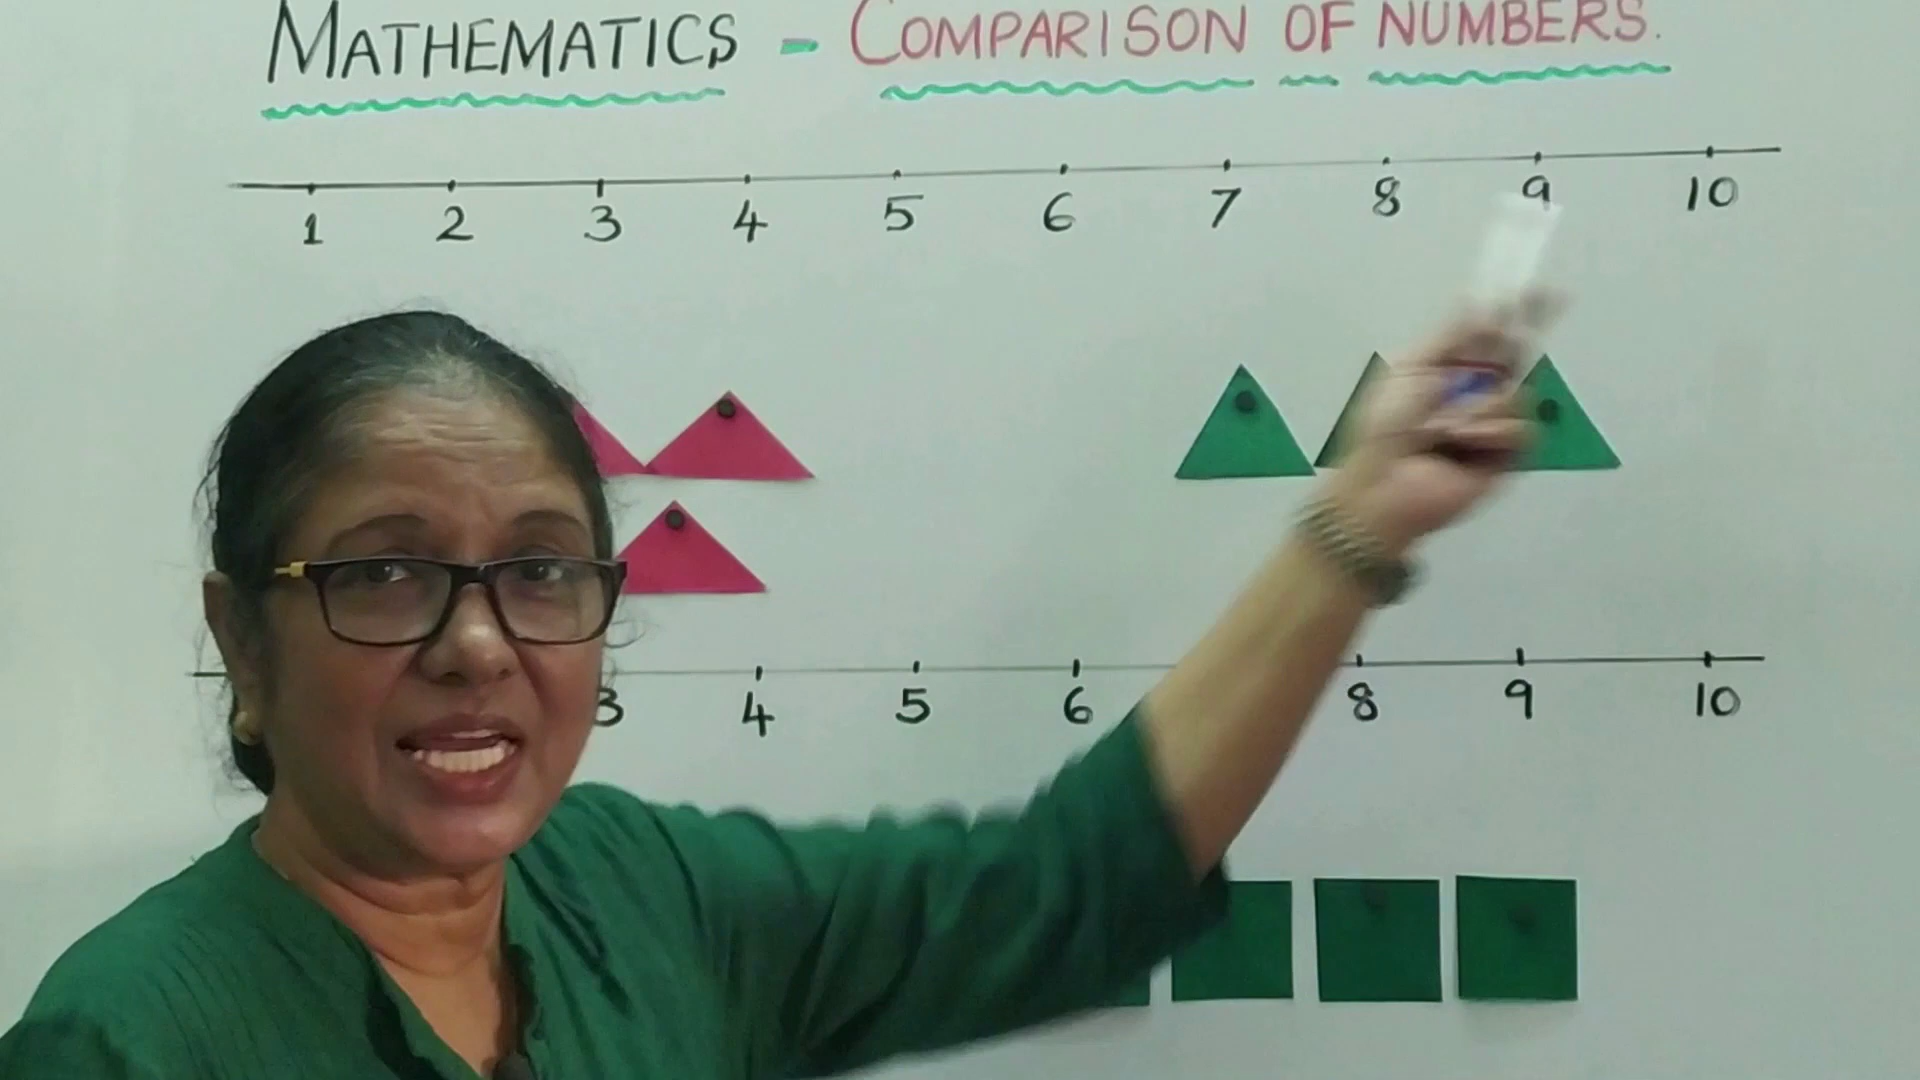 MATHEMATICS - COMPARISON OF NUMBERS.
1 2 3 4 5 6 7 8 9 10
3 4 5 6 8 9 10